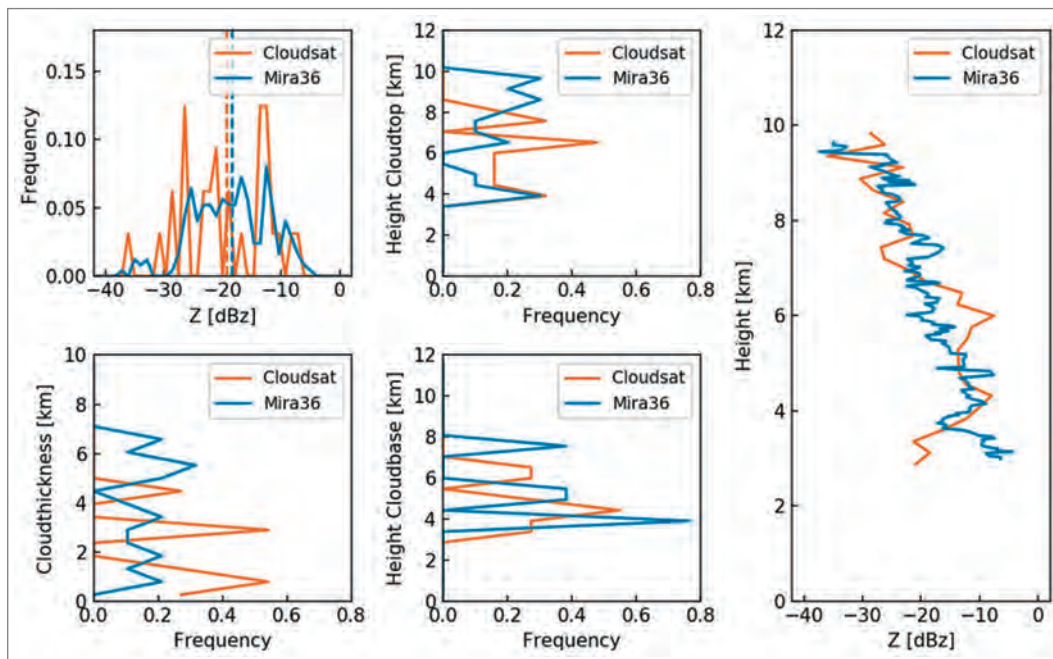 Cloudsat
Mira36
0.15
0.10
0.05
0.00
Frequency
−40
−30
−20
−10
0
Z [dBz]
Cloudsat
Mira36
12
10
8
6
4
2
0
Height Cloudtop [km]
0.0
0.2
0.4
0.6
0.8
Frequency
Cloudsat
Mira36
10
8
6
4
2
0
Cloudthickness [km]
0.0
0.2
0.4
0.6
0.8
Frequency
Cloudsat
Mira36
12
10
8
6
4
2
0
Height Cloudbase [km]
0.0
0.2
0.4
0.6
0.8
Frequency
Cloudsat
Mira36
12
10
8
6
4
2
0
Height [km]
−40
−30
−20
−10
0
Z [dBz]